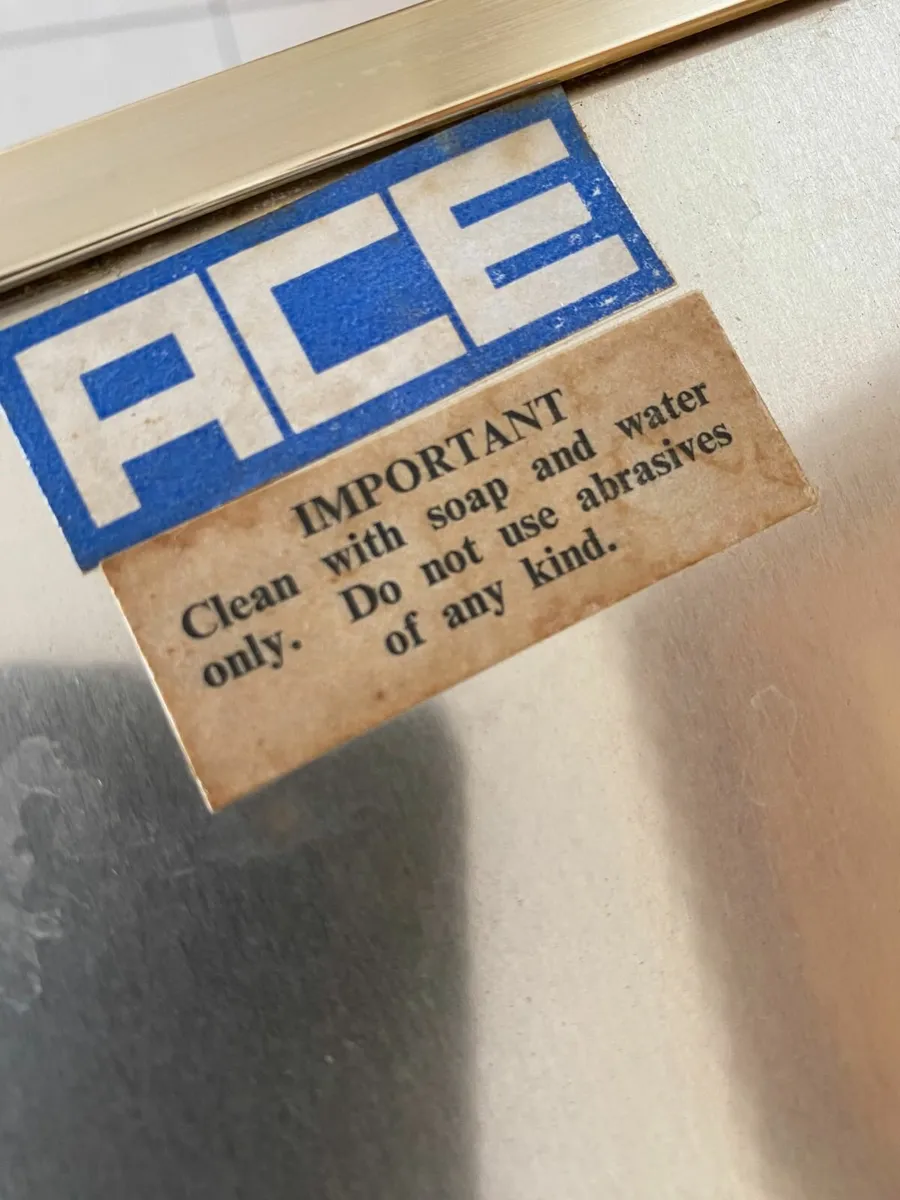 ACE
IMPORTANT
Clean with soap and water
only. Do not use abrasives
of any kind.